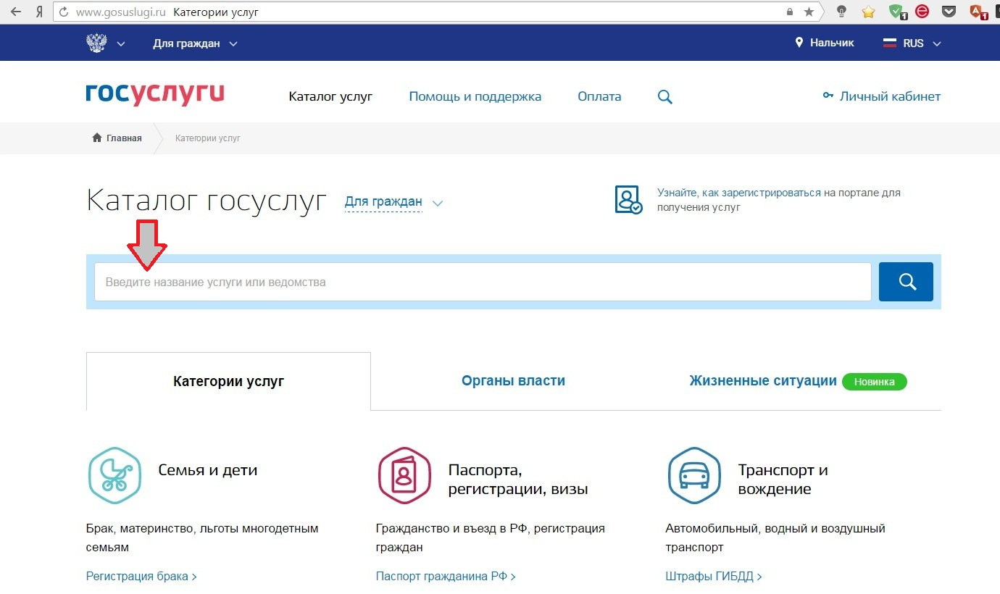 www.gosuslugi.ru Категории услуг
1
1
Для граждан
Нальчик
RUS
госуслуги
Каталог услуг
Помощь и поддержка
Оплата
Личный кабинет
Главная
Категории услуг
Каталог госуслуг
Для граждан
Узнайте, как зарегистрироваться на портале для
получения услуг
Введите название услуги или ведомства
Категории услуг
Органы власти
Жизненные ситуации
Новинка
Семья и дети
Брак, материнство, льготы многодетным
семьям
Регистрация брака >
Паспорта,
регистрации, визы
Гражданство и въезд в РФ, регистрация
граждан
Паспорт гражданина РФ >
Транспорт и
вождение
Автомобильный, водный и воздушный
транспорт
Штрафы ГИБДД >